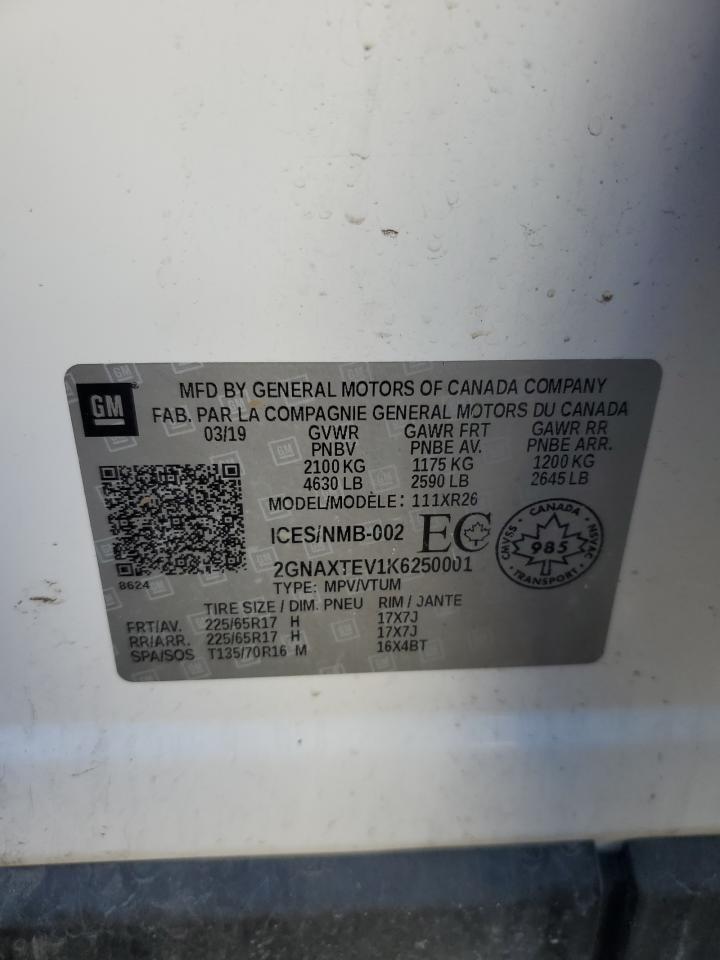 GM
MFD BY GENERAL MOTORS OF CANADA COMPANY
FAB. PAR LA COMPAGNIE GENERAL MOTORS DU CANADA
03/19 GVWR GAWR FRT GAWR RR
PNBV PNBE AV. PNBE ARR.
2100 KG 1175 KG 1200 KG
4630 LB 2590 LB 2645 LB
MODEL/MODÈLE: 111XR26
ICES/NMB-002 EC
CANADA
CMVSS 985 NSVAC
TRANSPORT
2GNAXTEV1K6250001
8624
TYPE: MPV/VTUM
TIRE SIZE / DIM. PNEU RIM / JANTE
FRT/AV. 225/65R17 H 17X7J
RR/ARR. 225/65R17 H 17X7J
SPA/SOS T135/70R16 M 16X4BT